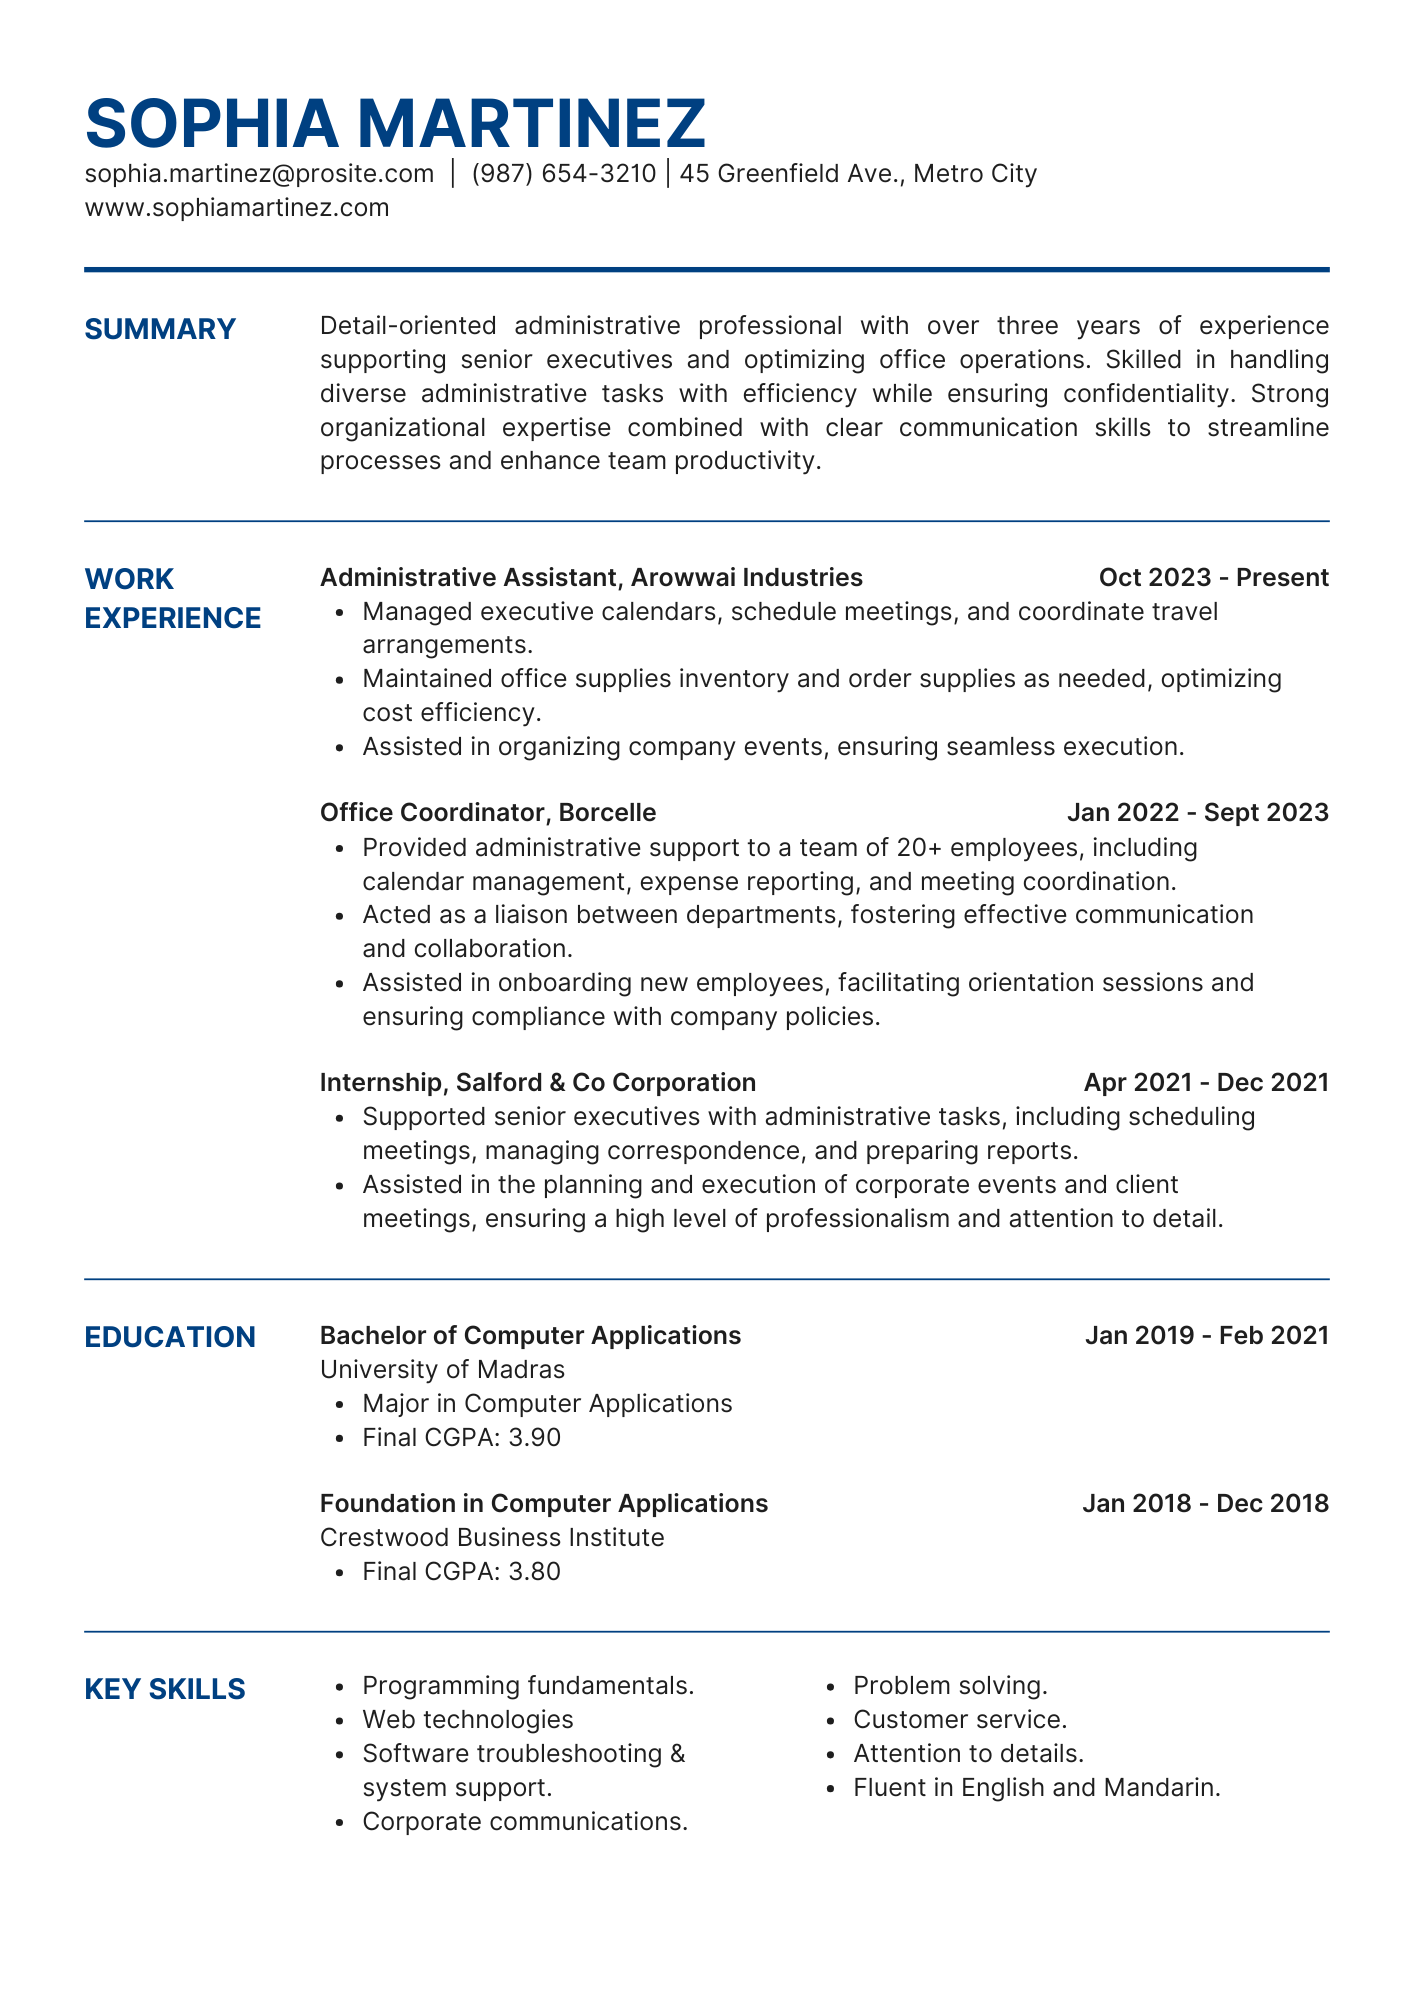 SOPHIA MARTINEZ
sophia.martinez@prosite.com | (987) 654-3210 | 45 Greenfield Ave., Metro City
www.sophiamartinez.com
SUMMARY
Detail-oriented administrative professional with over three years of experience
supporting senior executives and optimizing office operations. Skilled in handling
diverse administrative tasks with efficiency while ensuring confidentiality. Strong
organizational expertise combined with clear communication skills to streamline
processes and enhance team productivity.
WORK
EXPERIENCE
Administrative Assistant, Arowwai Industries Oct 2023 - Present
• Managed executive calendars, schedule meetings, and coordinate travel
arrangements.
• Maintained office supplies inventory and order supplies as needed, optimizing
cost efficiency.
• Assisted in organizing company events, ensuring seamless execution.
Office Coordinator, Borcelle Jan 2022 - Sept 2023
• Provided administrative support to a team of 20+ employees, including
calendar management, expense reporting, and meeting coordination.
• Acted as a liaison between departments, fostering effective communication
and collaboration.
• Assisted in onboarding new employees, facilitating orientation sessions and
ensuring compliance with company policies.
Internship, Salford & Co Corporation Apr 2021 - Dec 2021
• Supported senior executives with administrative tasks, including scheduling
meetings, managing correspondence, and preparing reports.
• Assisted in the planning and execution of corporate events and client
meetings, ensuring a high level of professionalism and attention to detail.
EDUCATION
Bachelor of Computer Applications Jan 2019 - Feb 2021
University of Madras
• Major in Computer Applications
• Final CGPA: 3.90
Foundation in Computer Applications Jan 2018 - Dec 2018
Crestwood Business Institute
• Final CGPA: 3.80
KEY SKILLS
• Programming fundamentals.
• Web technologies
• Software troubleshooting &
system support.
• Corporate communications.
• Problem solving.
• Customer service.
• Attention to details.
• Fluent in English and Mandarin.